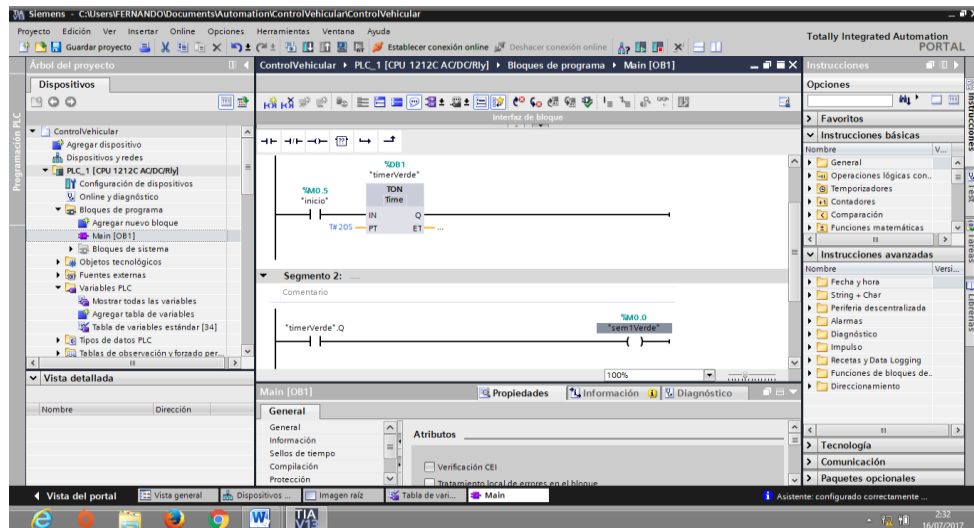 Siemens - C:\Users\FERNANDO\Documents\Automation\ControlVehicular\ControlVehicular
Proyecto Edición Ver Insertar Online Opciones Herramientas Ventana Ayuda
Totally Integrated Automation
PORTAL
Guardar proyecto
Establecer conexión online
Deshacer conexión online
Árbol del proyecto
ControlVehicular PLC_1 [CPU 1212C AC/DC/Rly] Bloques de programa Main [OB1]
Instrucciones
Dispositivos
Opciones
Interfaz de bloque
Programación PLC
ControlVehicular
Agregar dispositivo
Dispositivos y redes
PLC_1 [CPU 1212C AC/DC/Rly]
Configuración de dispositivos
Online y diagnóstico
Bloques de programa
Agregar nuevo bloque
Main [OB1]
Bloques de sistema
Objetos tecnológicos
Fuentes externas
Variables PLC
Mostrar todas las variables
Agregar tabla de variables
Tabla de variables estándar [34]
Tipos de datos PLC
Tablas de observación y forzado per...
%DB1
"timerVerde"
%M0.5
"inicio"
TON
Time
IN Q
T#20S PT ET ...
Segmento 2: ....
Comentario
"timerVerde".Q
%M0.0
"sem1Verde"
100%
Favoritos
Instrucciones básicas
Nombre V...
General
Operaciones lógicas con..
Temporizadores
Contadores
Comparación
Funciones matemáticas
Instrucciones avanzadas
Nombre Versi...
Fecha y hora
String + Char
Periferia descentralizada
Alarmas
Diagnóstico
Impulso
Recetas y Data Logging
Funciones de bloques de..
Direccionamiento
Tecnología
Comunicación
Paquetes opcionales
Instrucciones
Test
Tareas
Librerías
Vista detallada
Nombre Dirección
Main [OB1]
Propiedades Información Diagnóstico
General
General
Información
Sellos de tiempo
Compilación
Protección
Atributos
Verificación CEI
Tratamiento local de errores en el bloque
Vista del portal
Vista general
Dispositivos ...
Imagen raíz
Tabla de vari...
Main
Asistente: configurado correctamente ...
TIA
V13
2:32
16/07/2017